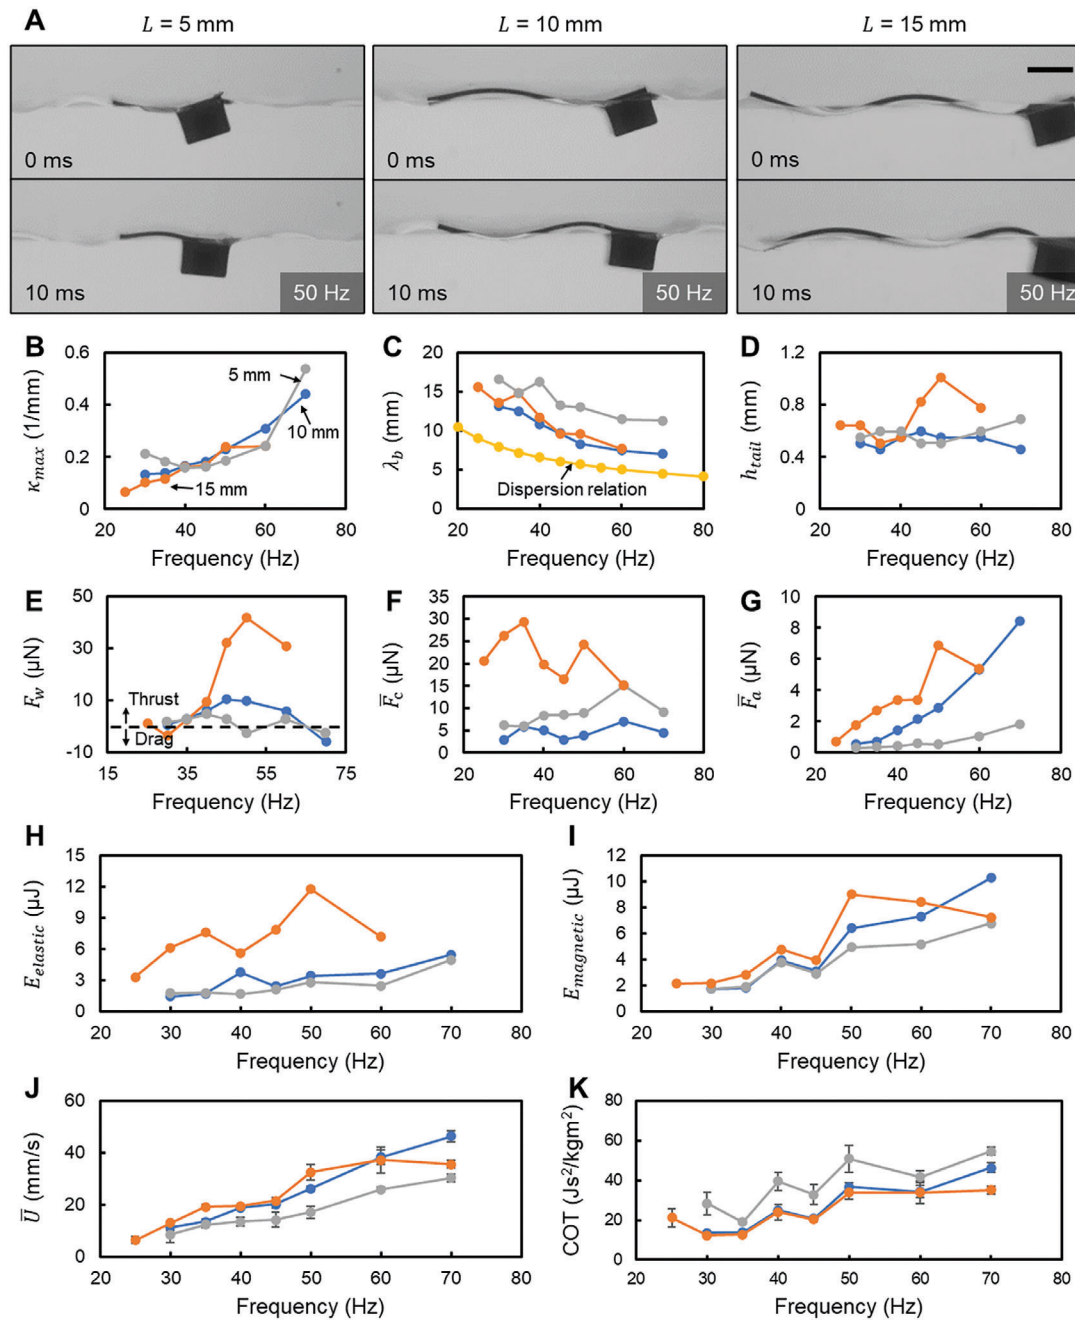 A
L = 5 mm
L = 10 mm
L = 15 mm
0 ms
0 ms
0 ms
10 ms
50 Hz
10 ms
50 Hz
10 ms
50 Hz
B
0.6
0.4
0.2
0
20
40
60
80
κmax (1/mm)
Frequency (Hz)
5 mm
10 mm
15 mm
C
20
15
10
5
0
20
40
60
80
λb (mm)
Frequency (Hz)
Dispersion relation
D
1.2
0.8
0.4
0
20
40
60
80
htail (mm)
Frequency (Hz)
E
50
30
10
-10
15
35
55
75
Fw (µN)
Frequency (Hz)
Thrust
Drag
F
35
30
25
20
15
10
5
0
20
40
60
80
F̅c (µN)
Frequency (Hz)
G
10
8
6
4
2
0
20
40
60
80
F̅a (µN)
Frequency (Hz)
H
15
12
9
6
3
0
20
30
40
50
60
70
80
Eelastic (µJ)
Frequency (Hz)
I
12
10
8
6
4
2
0
20
30
40
50
60
70
80
Emagnetic (µJ)
Frequency (Hz)
J
60
40
20
0
20
30
40
50
60
70
80
U̅ (mm/s)
Frequency (Hz)
K
80
60
40
20
0
20
30
40
50
60
70
80
COT (Js²/kgm²)
Frequency (Hz)